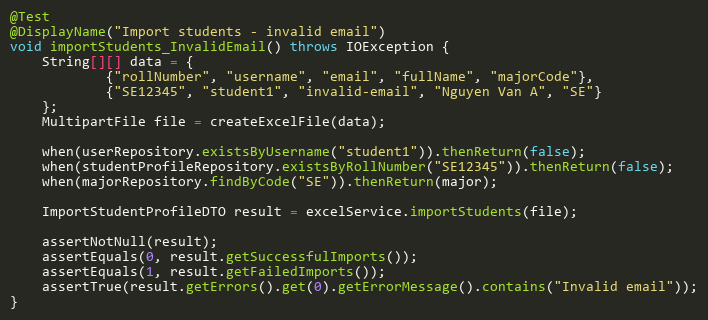 @Test
@DisplayName("Import students - invalid email")
void importStudents_InvalidEmail() throws IOException {
    String[][] data = {
            {"rollNumber", "username", "email", "fullName", "majorCode"},
            {"SE12345", "student1", "invalid-email", "Nguyen Van A", "SE"}
    };
    MultipartFile file = createExcelFile(data);

    when(userRepository.existsByUsername("student1")).thenReturn(false);
    when(studentProfileRepository.existsByRollNumber("SE12345")).thenReturn(false);
    when(majorRepository.findByCode("SE")).thenReturn(major);

    ImportStudentProfileDTO result = excelService.importStudents(file);

    assertNotNull(result);
    assertEquals(0, result.getSuccessfulImports());
    assertEquals(1, result.getFailedImports());
    assertTrue(result.getErrors().get(0).getErrorMessage().contains("Invalid email"));
}